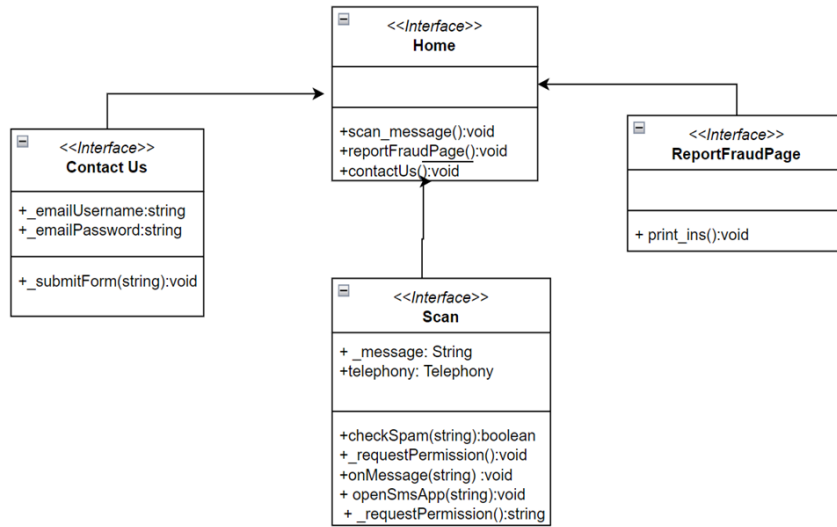 <<Interface>>
Home
+scan_message():void
+reportFraudPage():void
+contactUs():void
<<Interface>>
Contact Us
+_emailUsername:string
+_emailPassword:string
+_submitForm(string):void
<<Interface>>
ReportFraudPage
+ print_ins():void
<<Interface>>
Scan
+ _message: String
+telephony: Telephony
+checkSpam(string):boolean
+_requestPermission():void
+onMessage(string) :void
+ openSmsApp(string):void
+ _requestPermission():string